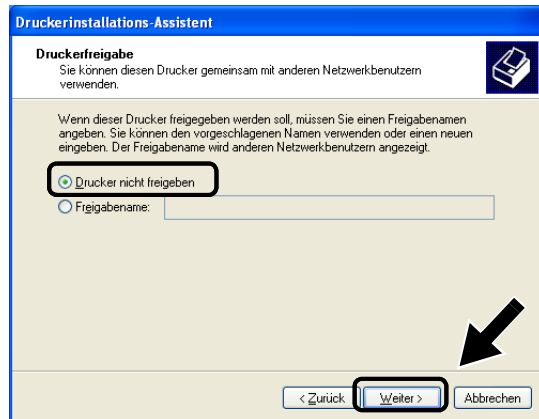 Druckerinstallations-Assistent
Druckerfreigabe
Sie können diesen Drucker gemeinsam mit anderen Netzwerkbenutzern
verwenden.
Wenn dieser Drucker freigegeben werden soll, müssen Sie einen Freigabenamen
angeben. Sie können den vorgeschlagenen Namen verwenden oder einen neuen
eingeben. Der Freigabename wird anderen Netzwerkbenutzern angezeigt.
Drucker nicht freigeben
Freigabename:
< Zurück Weiter > Abbrechen